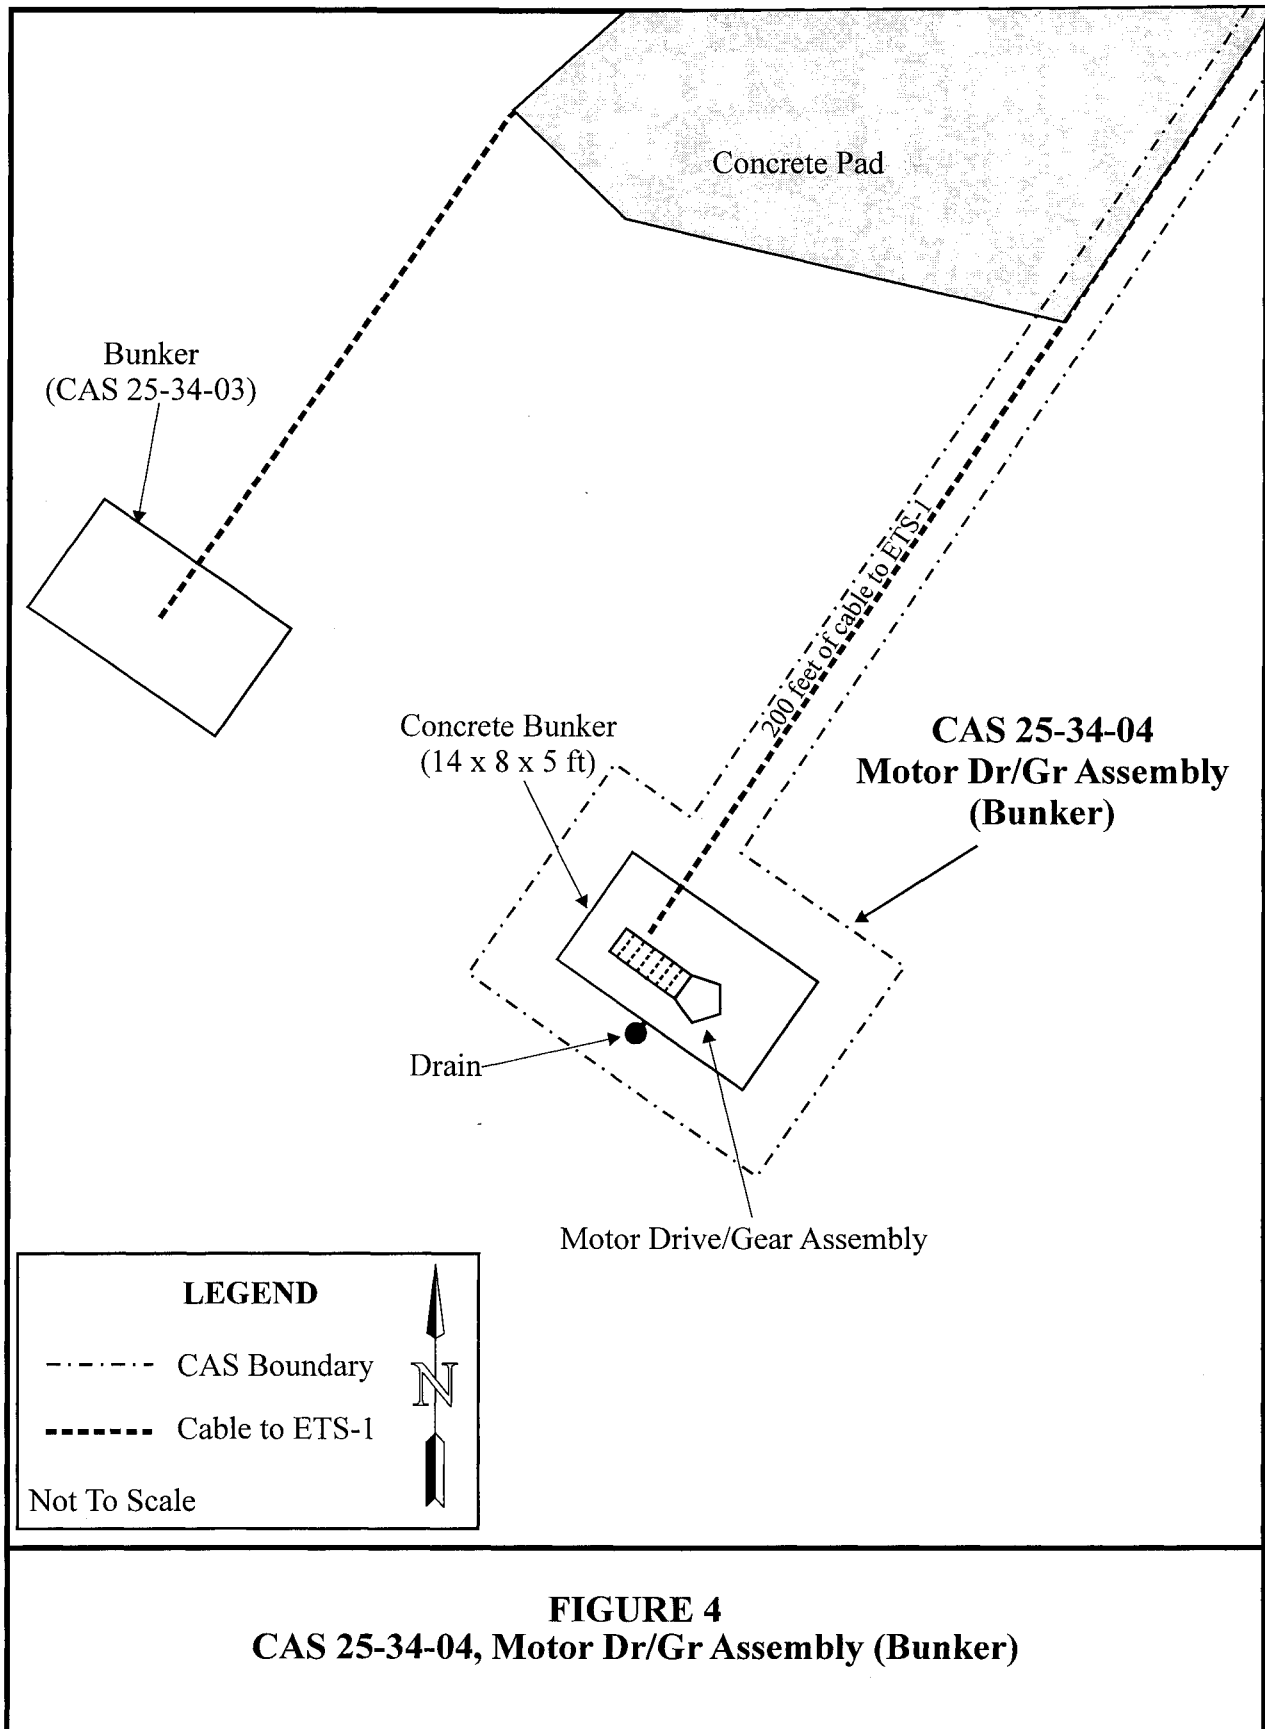 Concrete Pad
Bunker
(CAS 25-34-03)
200 feet of cable to ETS-1
Concrete Bunker
(14 x 8 x 5 ft)
CAS 25-34-04
Motor Dr/Gr Assembly
(Bunker)
Drain
Motor Drive/Gear Assembly
LEGEND
CAS Boundary
Cable to ETS-1
N
Not To Scale
FIGURE 4
CAS 25-34-04, Motor Dr/Gr Assembly (Bunker)